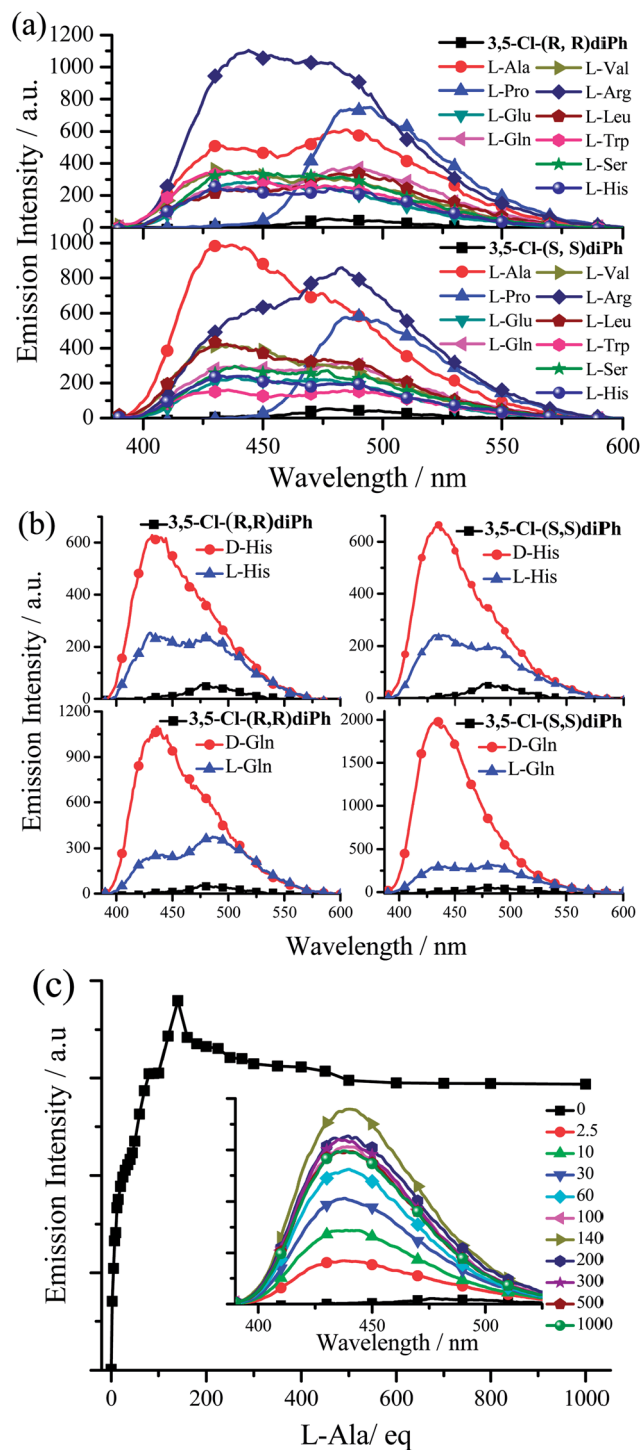 (a)
1200
1000
800
600
400
200
0
3,5-Cl-(R, R)diPh
L-Ala L-Val
L-Pro L-Arg
L-Glu L-Leu
L-Gln L-Trp
L-Ser
L-His
1000
800
600
400
200
0
3,5-Cl-(S, S)diPh
L-Ala L-Val
L-Pro L-Arg
L-Glu L-Leu
L-Gln L-Trp
L-Ser
L-His
Emission Intensity / a.u.
400 450 500 550 600
Wavelength / nm
(b)
600
400
200
0
3,5-Cl-(R,R)diPh
D-His
L-His
600
400
200
0
3,5-Cl-(S,S)diPh
D-His
L-His
1200
900
600
300
0
3,5-Cl-(R,R)diPh
D-Gln
L-Gln
2000
1500
1000
500
0
3,5-Cl-(S,S)diPh
D-Gln
L-Gln
Emission Intensity / a.u.
400 450 500 550 600
400 450 500 550 600
Wavelength / nm
(c)
Emission Intensity / a.u
0
2.5
10
30
60
100
140
200
300
500
1000
400 450 500
Wavelength / nm
0 200 400 600 800 1000
L-Ala/ eq